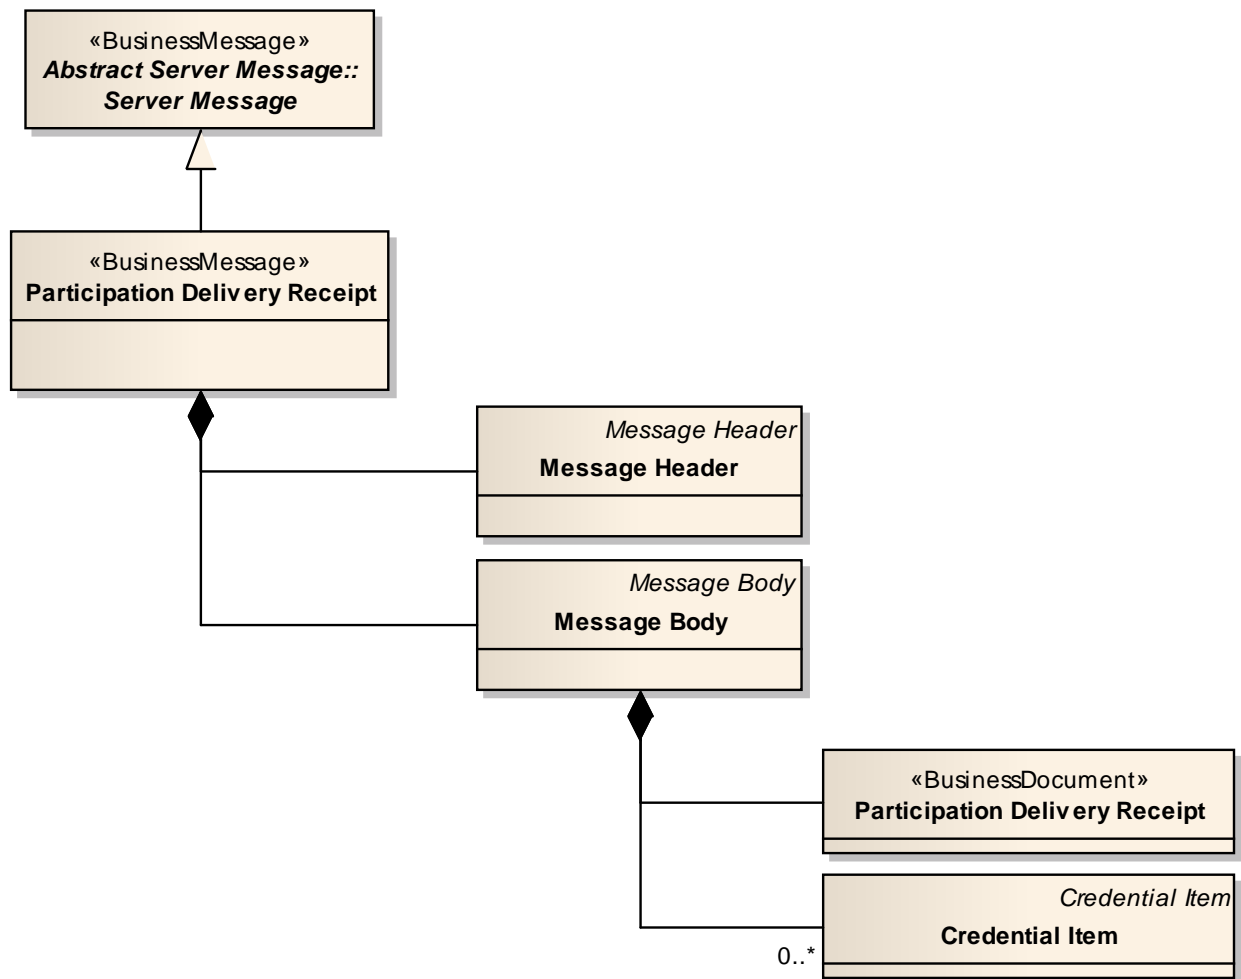 «BusinessMessage»
Abstract Server Message::
Server Message
«BusinessMessage»
Participation Delivery Receipt
Message Header
Message Header
Message Body
Message Body
«BusinessDocument»
Participation Delivery Receipt
Credential Item
Credential Item
0..*